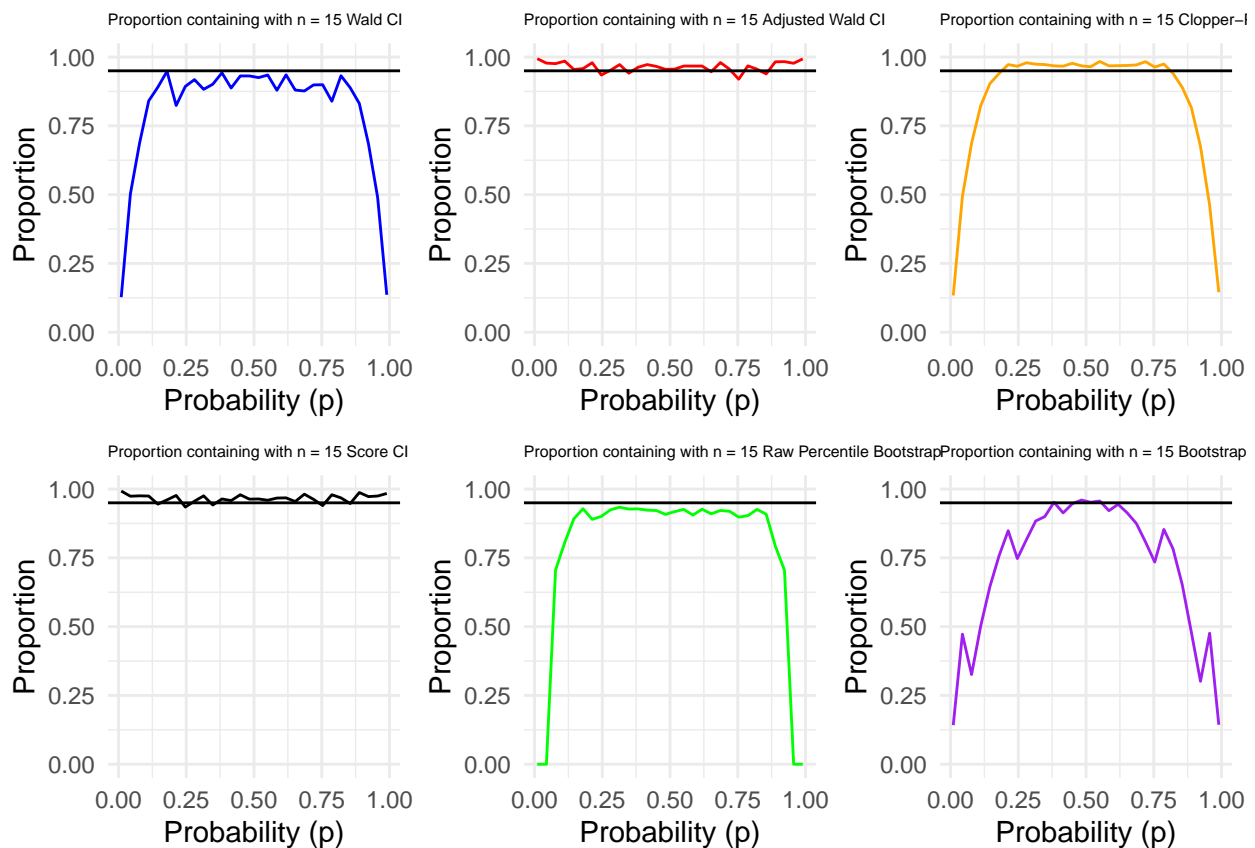 Proportion containing with n = 15 Wald CI
1.00
0.75
0.50
0.25
0.00
Proportion
0.00 0.25 0.50 0.75 1.00
Probability (p)
Proportion containing with n = 15 Adjusted Wald CI
1.00
0.75
0.50
0.25
0.00
Proportion
0.00 0.25 0.50 0.75 1.00
Probability (p)
Proportion containing with n = 15 Clopper−
1.00
0.75
0.50
0.25
0.00
Proportion
0.00 0.25 0.50 0.75 1.00
Probability (p)
Proportion containing with n = 15 Score CI
1.00
0.75
0.50
0.25
0.00
Proportion
0.00 0.25 0.50 0.75 1.00
Probability (p)
Proportion containing with n = 15 Raw Percentile Bootstrap
1.00
0.75
0.50
0.25
0.00
Proportion
0.00 0.25 0.50 0.75 1.00
Probability (p)
Proportion containing with n = 15 Bootstrap
1.00
0.75
0.50
0.25
0.00
Proportion
0.00 0.25 0.50 0.75 1.00
Probability (p)